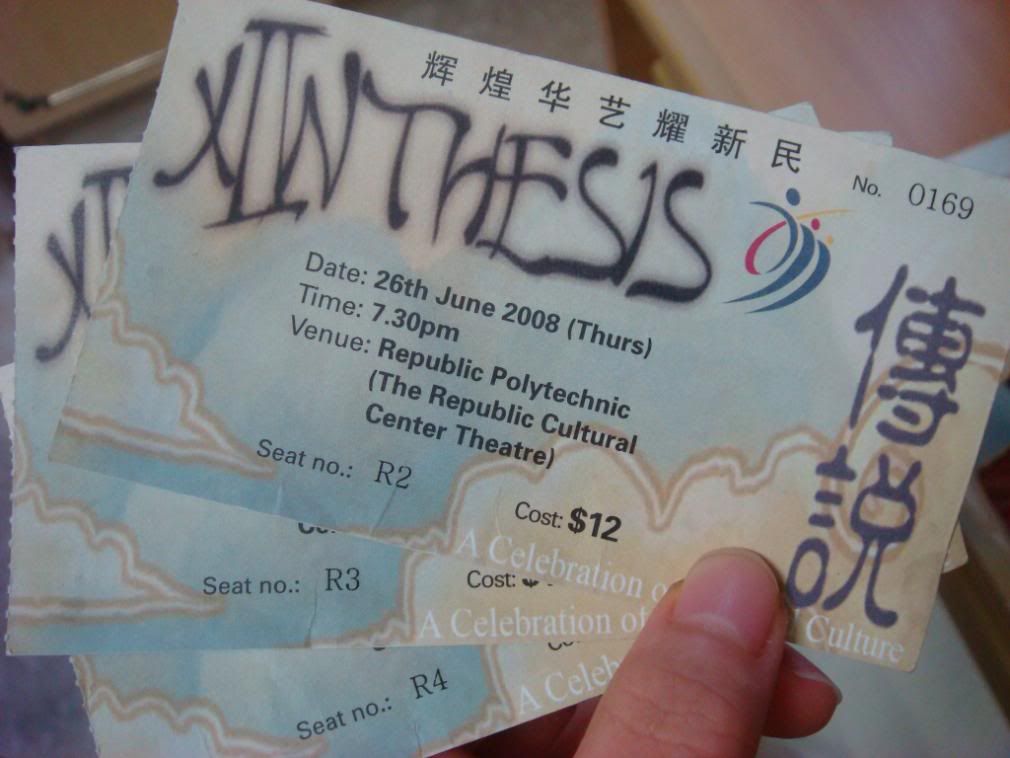 辉煌华艺耀新民
XINTHESIS
No. 0169
傳說
Date: 26th June 2008 (Thurs)
Time: 7.30pm
Venue: Republic Polytechnic
(The Republic Cultural
Center Theatre)
Seat no.: R2
Cost: $12
A Celebration
Culture
Seat no.: R3
Cost:
A Celebration of
Seat no.: R4
A